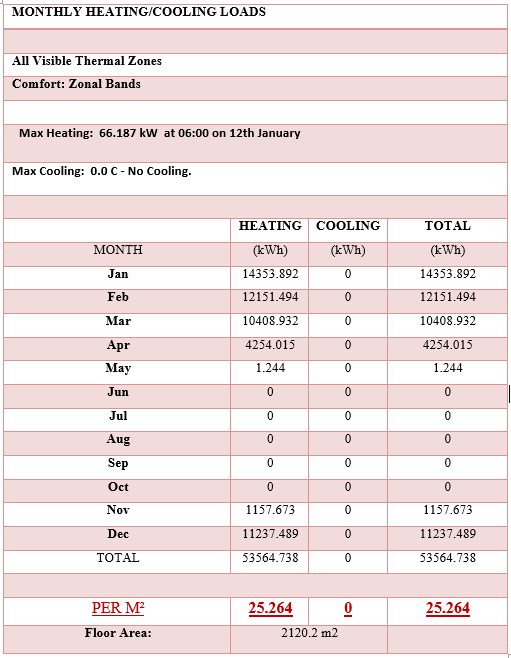 MONTHLY HEATING/COOLING LOADS
All Visible Thermal Zones
Comfort: Zonal Bands
Max Heating: 66.187 kW at 06:00 on 12th January
Max Cooling: 0.0 C - No Cooling.
HEATING COOLING TOTAL
MONTH (kWh) (kWh) (kWh)
Jan 14353.892 0 14353.892
Feb 12151.494 0 12151.494
Mar 10408.932 0 10408.932
Apr 4254.015 0 4254.015
May 1.244 0 1.244
Jun 0 0 0
Jul 0 0 0
Aug 0 0 0
Sep 0 0 0
Oct 0 0 0
Nov 1157.673 0 1157.673
Dec 11237.489 0 11237.489
TOTAL 53564.738 0 53564.738
PER M² 25.264 0 25.264
Floor Area: 2120.2 m2